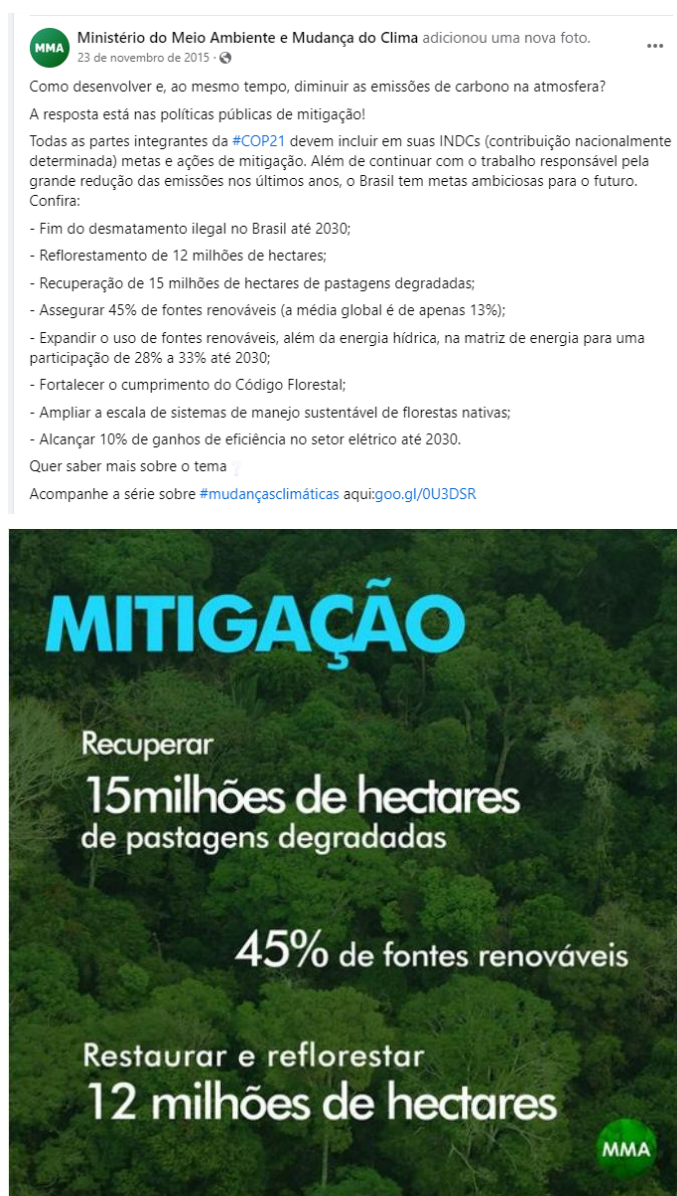 MMA
Ministério do Meio Ambiente e Mudança do Clima adicionou uma nova foto.
23 de novembro de 2015 ·
Como desenvolver e, ao mesmo tempo, diminuir as emissões de carbono na atmosfera?
A resposta está nas políticas públicas de mitigação!
Todas as partes integrantes da #COP21 devem incluir em suas INDCs (contribuição nacionalmente
determinada) metas e ações de mitigação. Além de continuar com o trabalho responsável pela
grande redução das emissões nos últimos anos, o Brasil tem metas ambiciosas para o futuro.
Confira:
- Fim do desmatamento ilegal no Brasil até 2030;
- Reflorestamento de 12 milhões de hectares;
- Recuperação de 15 milhões de hectares de pastagens degradadas;
- Assegurar 45% de fontes renováveis (a média global é de apenas 13%);
- Expandir o uso de fontes renováveis, além da energia hídrica, na matriz de energia para uma
participação de 28% a 33% até 2030;
- Fortalecer o cumprimento do Código Florestal;
- Ampliar a escala de sistemas de manejo sustentável de florestas nativas;
- Alcançar 10% de ganhos de eficiência no setor elétrico até 2030.
Quer saber mais sobre o tema ❔
Acompanhe a série sobre #mudançasclimáticas aqui:goo.gl/0U3DSR
MITIGAÇÃO
Recuperar
15milhões de hectares
de pastagens degradadas
45% de fontes renováveis
Restaurar e reflorestar
12 milhões de hectares
MMA